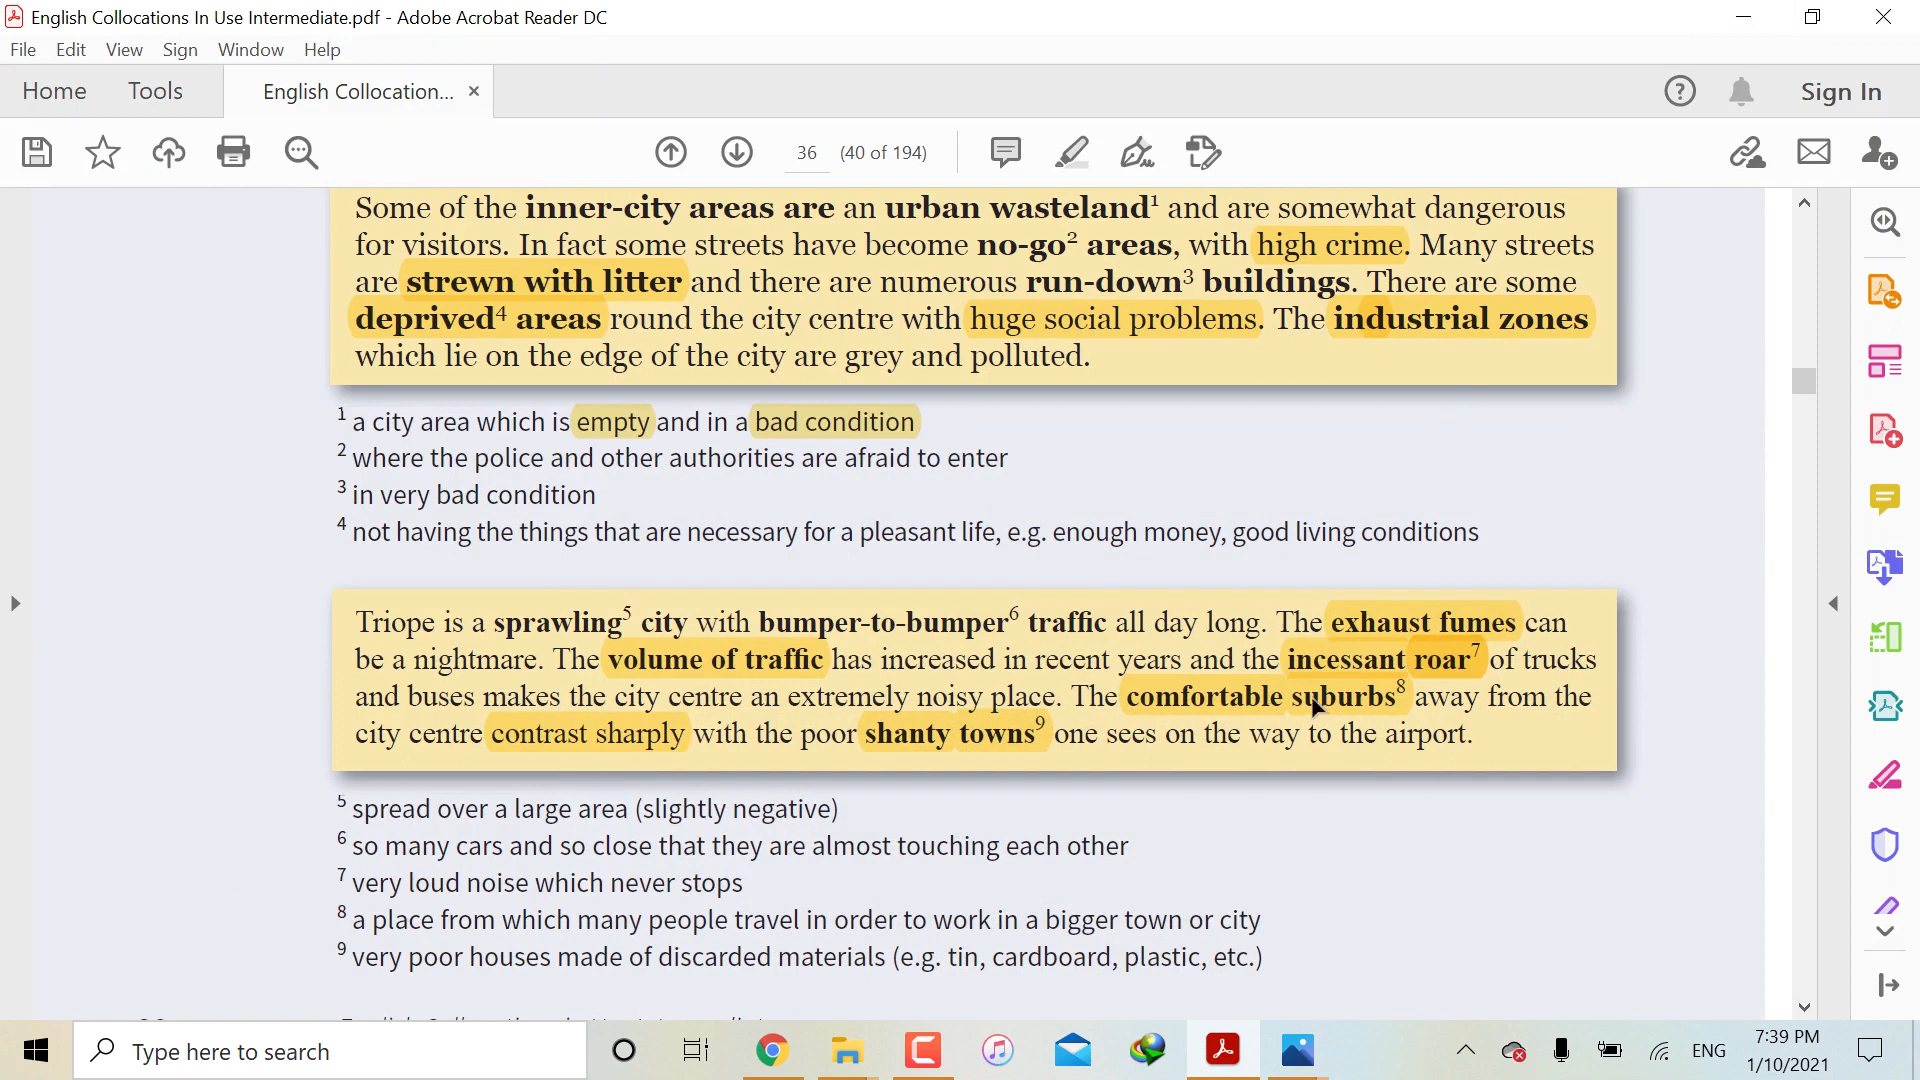 English Collocations In Use Intermediate.pdf - Adobe Acrobat Reader DC
File Edit View Sign Window Help
Home Tools English Collocation... × Sign In
36 (40 of 194)
Some of the inner-city areas are an urban wasteland¹ and are somewhat dangerous
for visitors. In fact some streets have become no-go² areas, with high crime. Many streets
are strewn with litter and there are numerous run-down³ buildings. There are some
deprived⁴ areas round the city centre with huge social problems. The industrial zones
which lie on the edge of the city are grey and polluted.
¹ a city area which is empty and in a bad condition
² where the police and other authorities are afraid to enter
³ in very bad condition
⁴ not having the things that are necessary for a pleasant life, e.g. enough money, good living conditions
Triope is a sprawling⁵ city with bumper-to-bumper⁶ traffic all day long. The exhaust fumes can
be a nightmare. The volume of traffic has increased in recent years and the incessant roar⁷ of trucks
and buses makes the city centre an extremely noisy place. The comfortable suburbs⁸ away from the
city centre contrast sharply with the poor shanty towns⁹ one sees on the way to the airport.
⁵ spread over a large area (slightly negative)
⁶ so many cars and so close that they are almost touching each other
⁷ very loud noise which never stops
⁸ a place from which many people travel in order to work in a bigger town or city
⁹ very poor houses made of discarded materials (e.g. tin, cardboard, plastic, etc.)
Type here to search
ENG
7:39 PM
1/10/2021